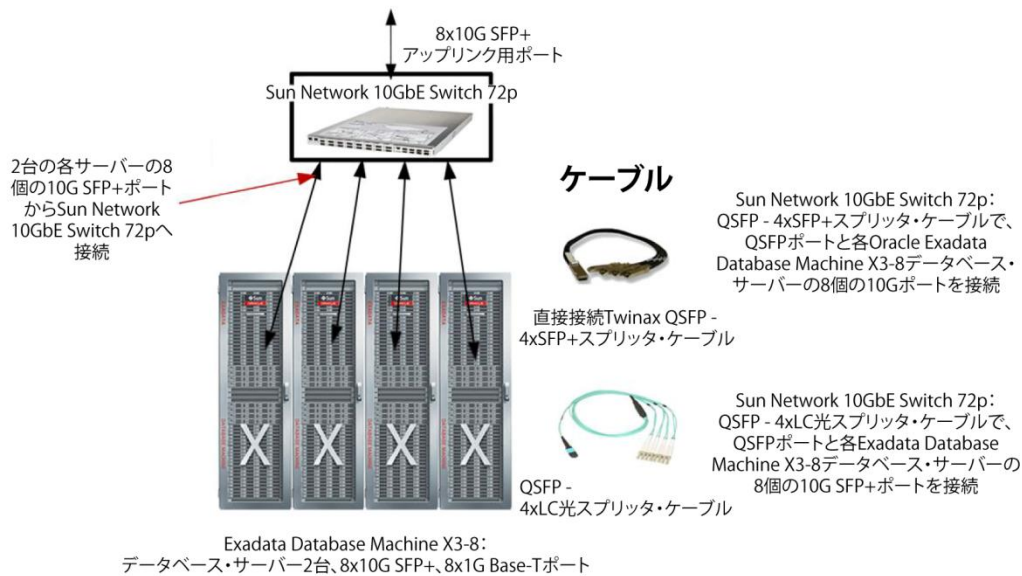 8x10G SFP+
アップリンク用ポート
Sun Network 10GbE Switch 72p
2台の各サーバーの8
個の10G SFP+ポート
からSun Network
10GbE Switch 72pへ
接続
ケーブル
Sun Network 10GbE Switch 72p：
QSFP - 4xSFP+スプリッタ・ケーブルで、
QSFPポートと各Oracle Exadata
Database Machine X3-8データベース・
サーバーの8個の10Gポートを接続
直接接続Twinax QSFP -
4xSFP+スプリッタ・ケーブル
Sun Network 10GbE Switch 72p：
QSFP - 4xLC光スプリッタ・ケーブルで、
QSFPポートと各Exadata Database
Machine X3-8データベース・サーバーの
8個の10G SFP+ポートを接続
QSFP -
4xLC光スプリッタ・ケーブル
Sun
Sun
Sun
Sun
X
X
X
X
Exadata Database Machine X3-8：
データベース・サーバー2台、8x10G SFP+、8x1G Base-Tポート